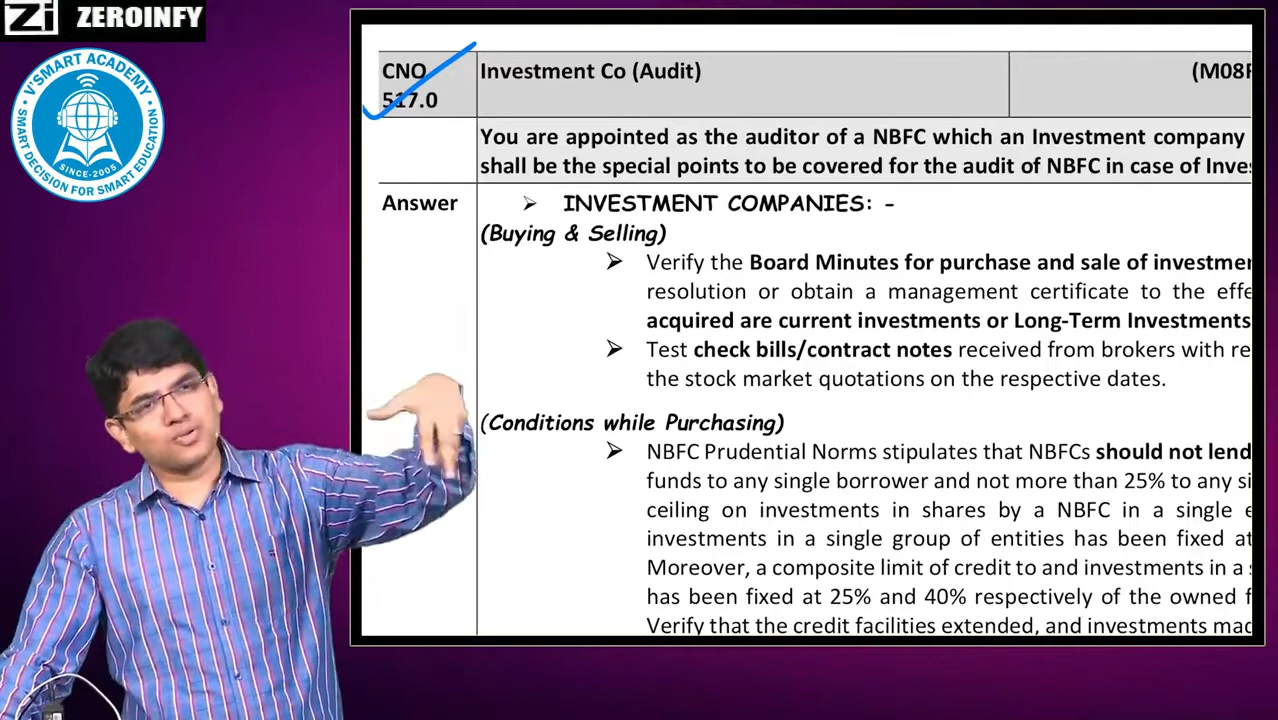 Zi ZEROINFY
V'SMART ACADEMY
SINCE-2005
SMART DECISION FOR SMART EDUCATION
CNO
517.0
Investment Co (Audit)
(M08
You are appointed as the auditor of a NBFC which an Investment company
shall be the special points to be covered for the audit of NBFC in case of
Answer
➢ INVESTMENT COMPANIES: -
(Buying & Selling)
➢ Verify the Board Minutes for purchase and sale of
resolution or obtain a management certificate to the
acquired are current investments or Long-Term Investments
➢ Test check bills/contract notes received from brokers with
the stock market quotations on the respective dates.
(Conditions while Purchasing)
➢ NBFC Prudential Norms stipulates that NBFCs should not lend
funds to any single borrower and not more than 25% to any
ceiling on investments in shares by a NBFC in a single
investments in a single group of entities has been fixed at
Moreover, a composite limit of credit to and investments in a
has been fixed at 25% and 40% respectively of the owned
Verify that the credit facilities extended, and investments